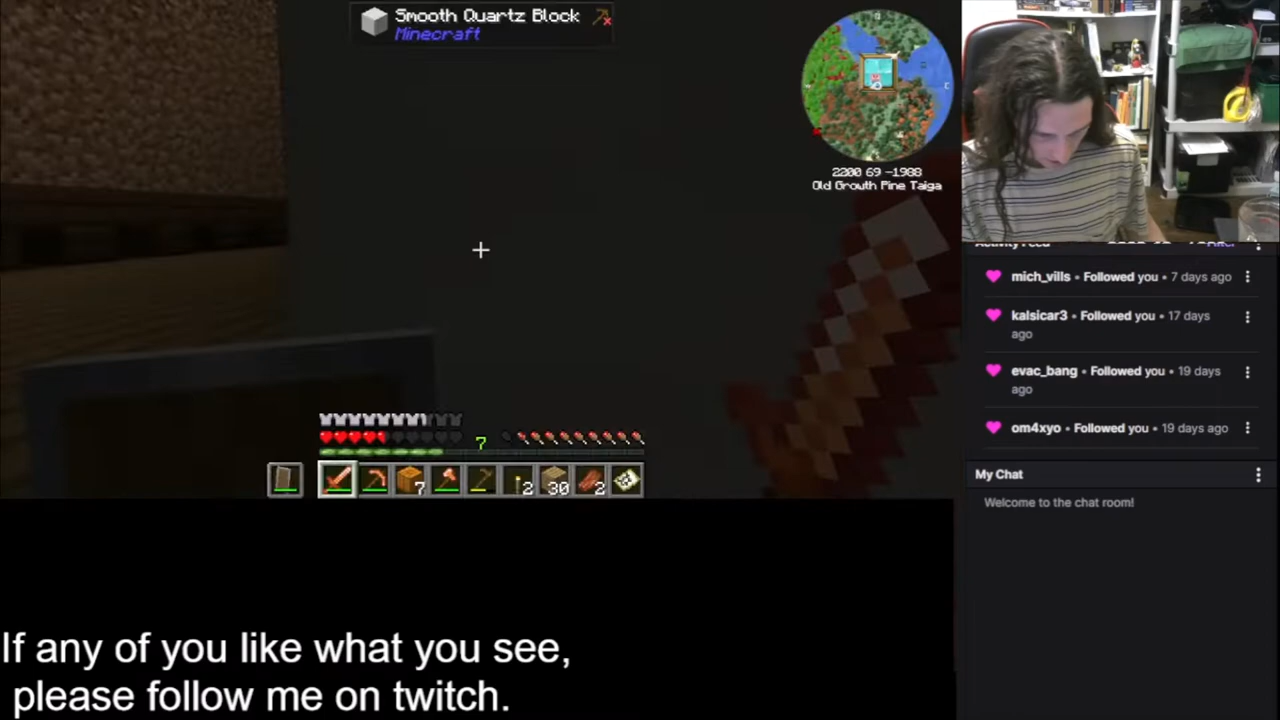 Smooth Quartz Block
Minecraft
2200 69 -1988
Old Growth Pine Taiga
7
7
2
30
2
mich_vills • Followed you • 7 days ago
kalsicar3 • Followed you • 17 days
ago
evac_bang • Followed you • 19 days
ago
om4xyo • Followed you • 19 days ago
My Chat
Welcome to the chat room!
If any of you like what you see,
please follow me on twitch.